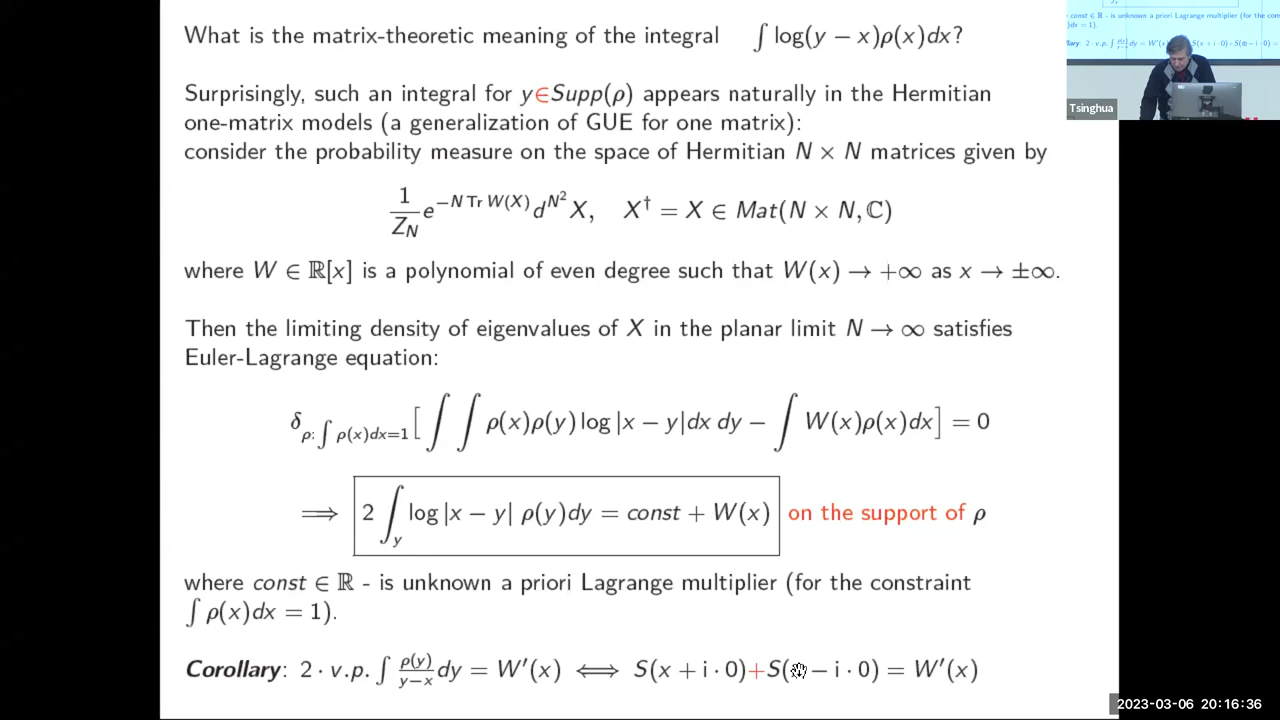 What is the matrix-theoretic meaning of the integral ∫ log(y − x)ρ(x)dx?
Surprisingly, such an integral for y∈Supp(ρ) appears naturally in the Hermitian
one-matrix models (a generalization of GUE for one matrix):
consider the probability measure on the space of Hermitian N × N matrices given by
1/Z_N e^{−N Tr W(X)} d^{N²} X, X† = X ∈ Mat(N × N, ℂ)
where W ∈ ℝ[x] is a polynomial of even degree such that W(x) → +∞ as x → ±∞.
Then the limiting density of eigenvalues of X in the planar limit N → ∞ satisfies
Euler-Lagrange equation:
δ_{ρ: ∫ ρ(x)dx=1} [ ∫ ∫ ρ(x)ρ(y) log |x − y|dx dy − ∫ W(x)ρ(x)dx ] = 0
⟹ 2 ∫_y log |x − y| ρ(y)dy = const + W(x) on the support of ρ
where const ∈ ℝ - is unknown a priori Lagrange multiplier (for the constraint
∫ ρ(x)dx = 1).
Corollary: 2 · v.p. ∫ ρ(y)/(y−x) dy = W′(x) ⟺ S(x + i · 0)+S( − i · 0) = W′(x)
Tsinghua
2023-03-06 20:16:36